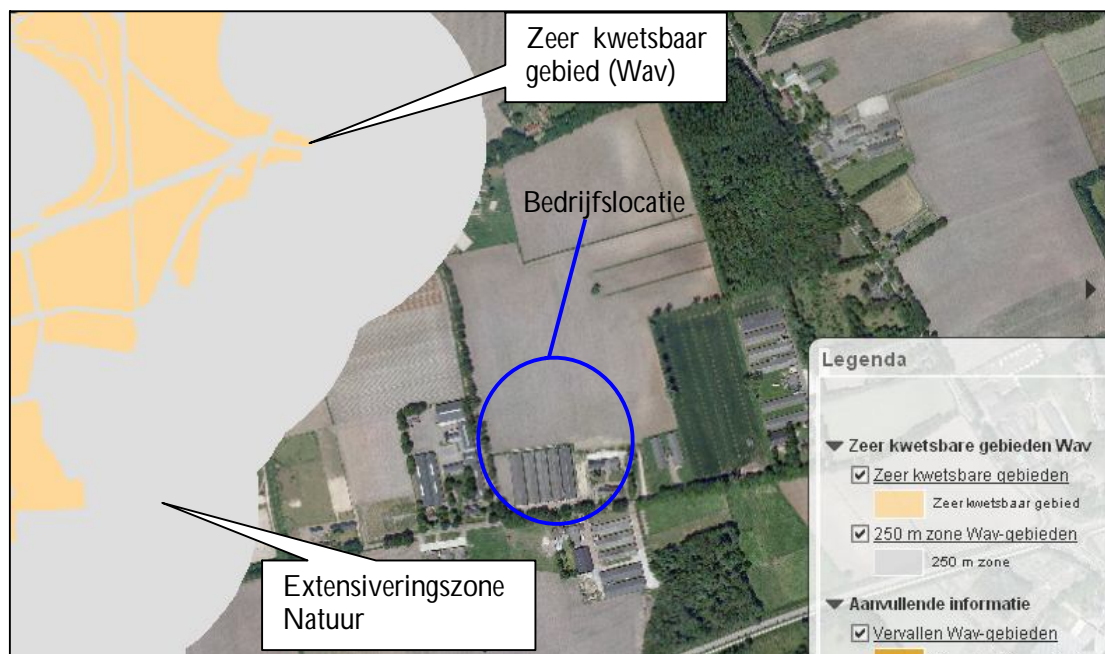 Zeer kwetsbaar
gebied (Wav)
Bedrijfslocatie
Extensiveringszone
Natuur
Legenda
Zeer kwetsbare gebieden Wav
Zeer kwetsbare gebieden
Zeer kwetsbaar gebied
250 m zone Wav-gebieden
250 m zone
Aanvullende informatie
Vervallen Wav-gebieden